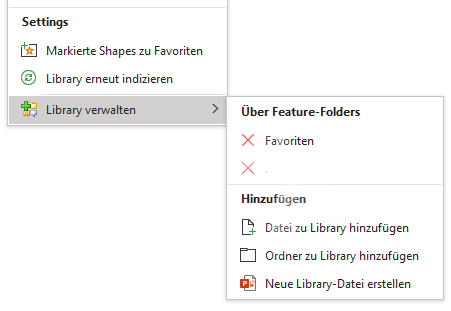 Settings
Markierte Shapes zu Favoriten
Library erneut indizieren
Library verwalten
Über Feature-Folders
Favoriten
.
Hinzufügen
Datei zu Library hinzufügen
Ordner zu Library hinzufügen
Neue Library-Datei erstellen